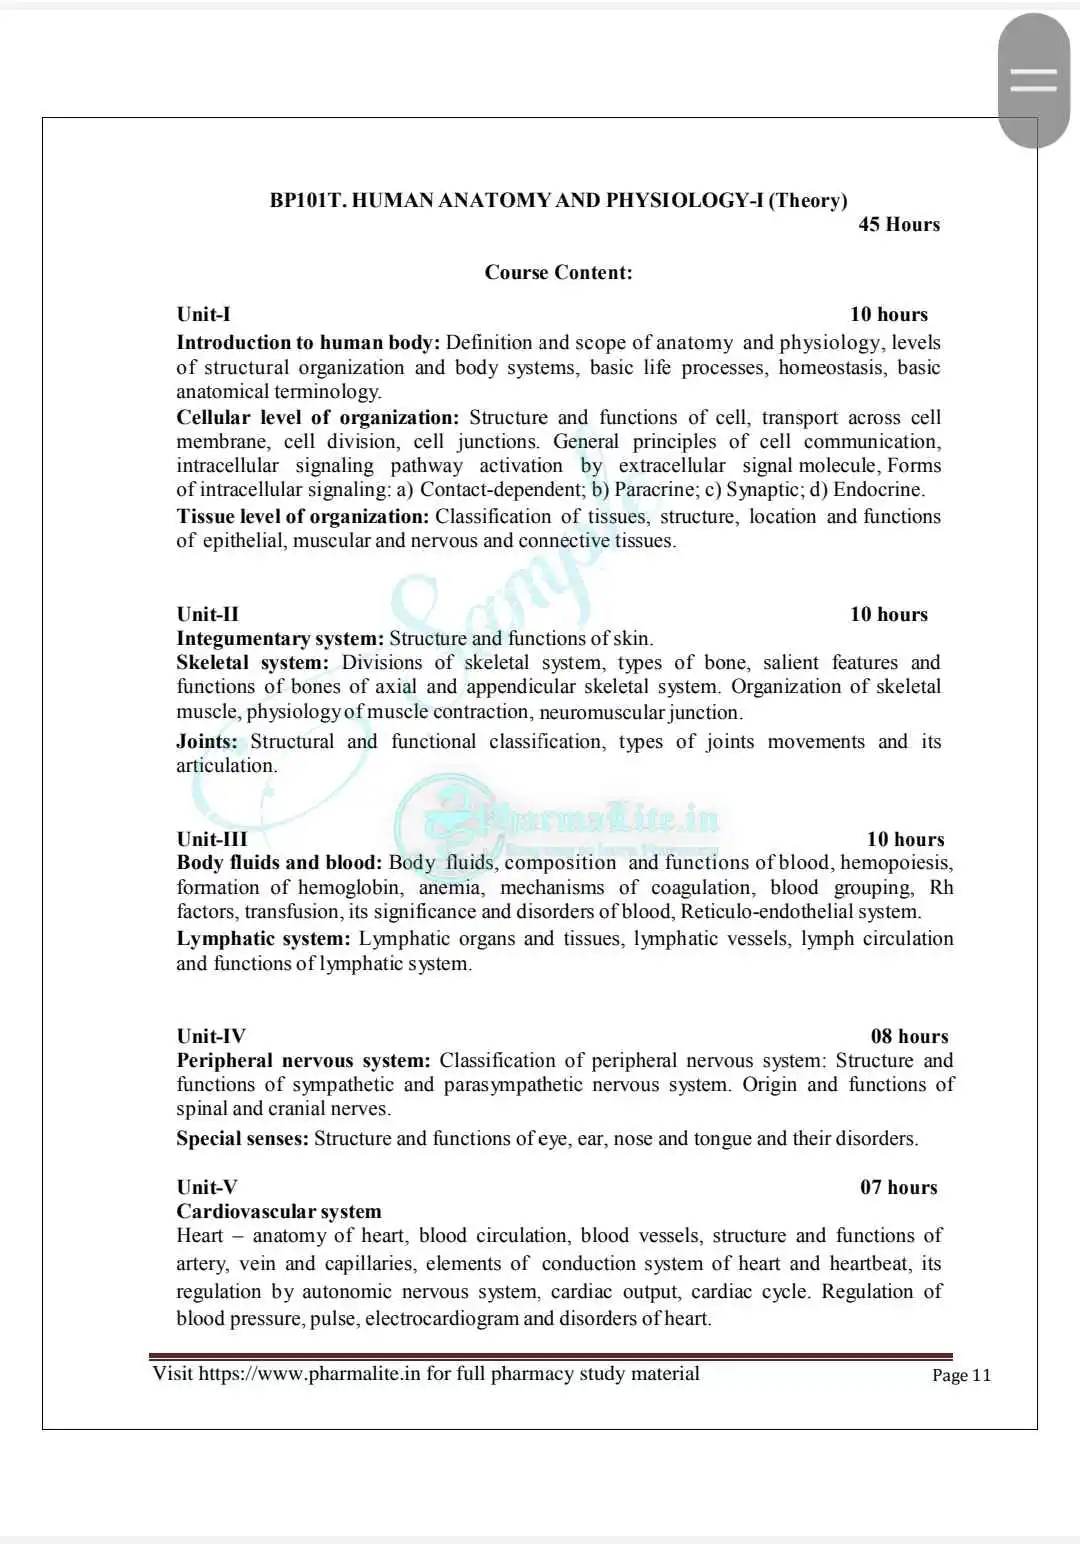 BP101T. HUMAN ANATOMY AND PHYSIOLOGY-I (Theory)
45 Hours
Course Content:
Unit-I 10 hours
Introduction to human body: Definition and scope of anatomy and physiology, levels
of structural organization and body systems, basic life processes, homeostasis, basic
anatomical terminology.
Cellular level of organization: Structure and functions of cell, transport across cell
membrane, cell division, cell junctions. General principles of cell communication,
intracellular signaling pathway activation by extracellular signal molecule, Forms
of intracellular signaling: a) Contact-dependent; b) Paracrine; c) Synaptic; d) Endocrine.
Tissue level of organization: Classification of tissues, structure, location and functions
of epithelial, muscular and nervous and connective tissues.
Unit-II 10 hours
Integumentary system: Structure and functions of skin.
Skeletal system: Divisions of skeletal system, types of bone, salient features and
functions of bones of axial and appendicular skeletal system. Organization of skeletal
muscle, physiology of muscle contraction, neuromuscular junction.
Joints: Structural and functional classification, types of joints movements and its
articulation.
Sample
PharmaLite.in
Unit-III 10 hours
Body fluids and blood: Body fluids, composition and functions of blood, hemopoiesis,
formation of hemoglobin, anemia, mechanisms of coagulation, blood grouping, Rh
factors, transfusion, its significance and disorders of blood, Reticulo-endothelial system.
Lymphatic system: Lymphatic organs and tissues, lymphatic vessels, lymph circulation
and functions of lymphatic system.
Unit-IV 08 hours
Peripheral nervous system: Classification of peripheral nervous system: Structure and
functions of sympathetic and parasympathetic nervous system. Origin and functions of
spinal and cranial nerves.
Special senses: Structure and functions of eye, ear, nose and tongue and their disorders.
Unit-V 07 hours
Cardiovascular system
Heart – anatomy of heart, blood circulation, blood vessels, structure and functions of
artery, vein and capillaries, elements of conduction system of heart and heartbeat, its
regulation by autonomic nervous system, cardiac output, cardiac cycle. Regulation of
blood pressure, pulse, electrocardiogram and disorders of heart.
Visit https://www.pharmalite.in for full pharmacy study material Page 11